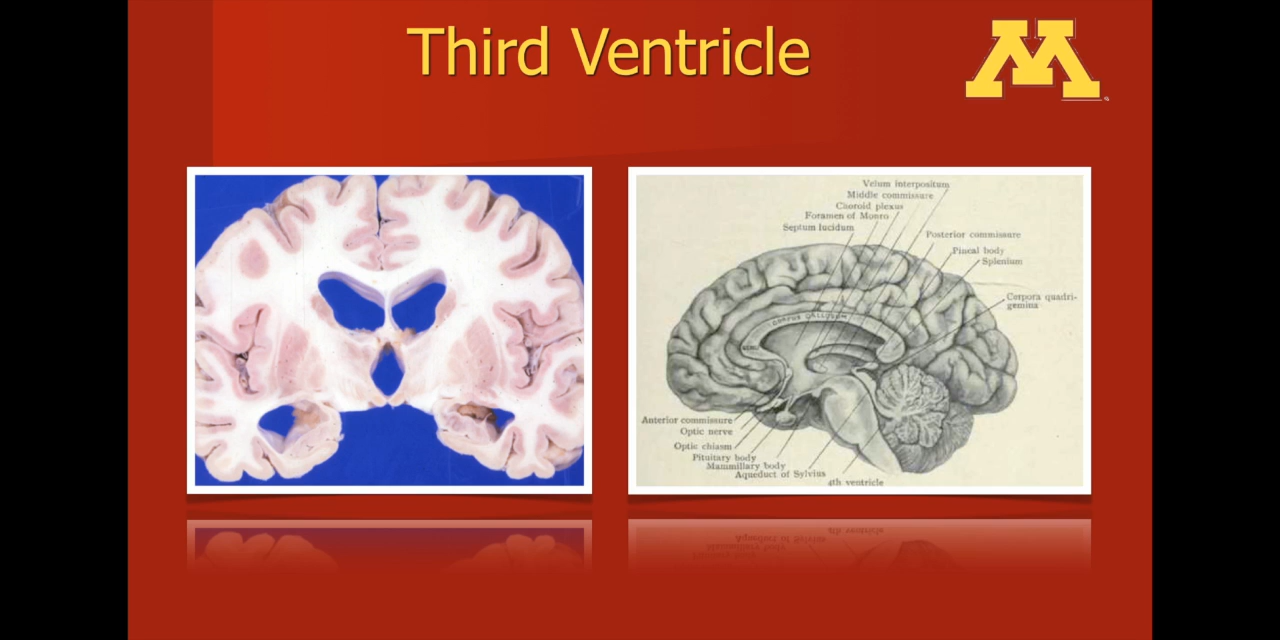 Third Ventricle
M
Velum interpositum
Middle commissure
Choroid plexus
Foramen of Monro
Septum lucidum
Posterior commissure
Pineal body
Splenium
Corpora quadri-
gemina
CORPUS CALLOSUM
GENU
Anterior commissure
Optic nerve
Optic chiasm
Pituitary body
Mammillary body
Aqueduct of Sylvius
4th ventricle